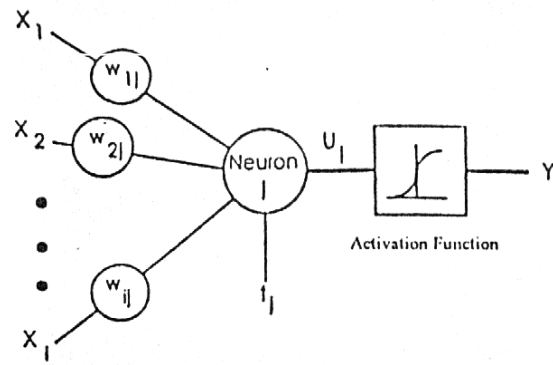 X1
w1j
X2
w2j
Neuron
j
Uj
Y
Activation Function
wij
tj
Xi